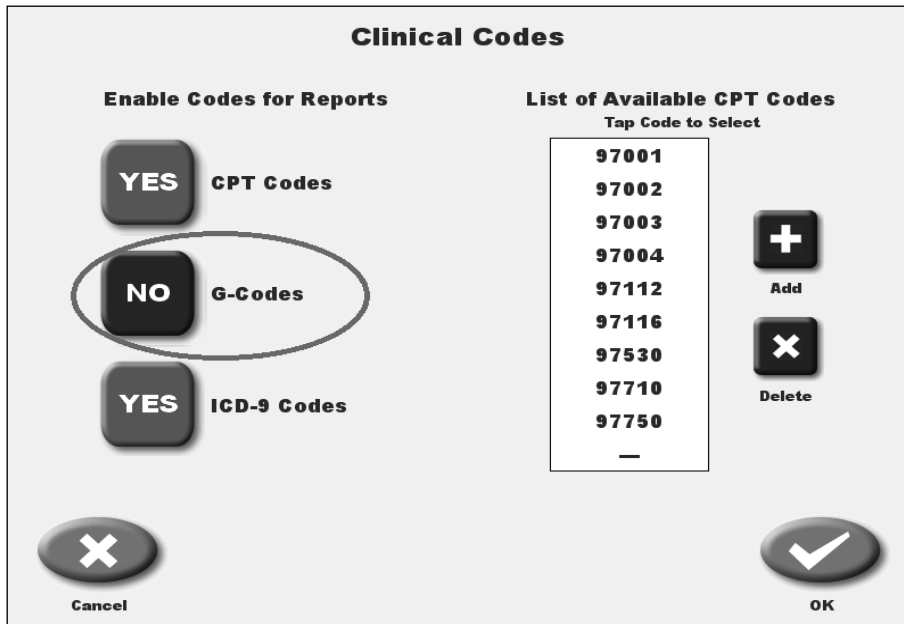 Clinical Codes
Enable Codes for Reports
YES CPT Codes
NO G-Codes
YES ICD-9 Codes
List of Available CPT Codes
Tap Code to Select
97001
97002
97003
97004
97112
97116
97530
97710
97750
—
Add
Delete
Cancel
OK